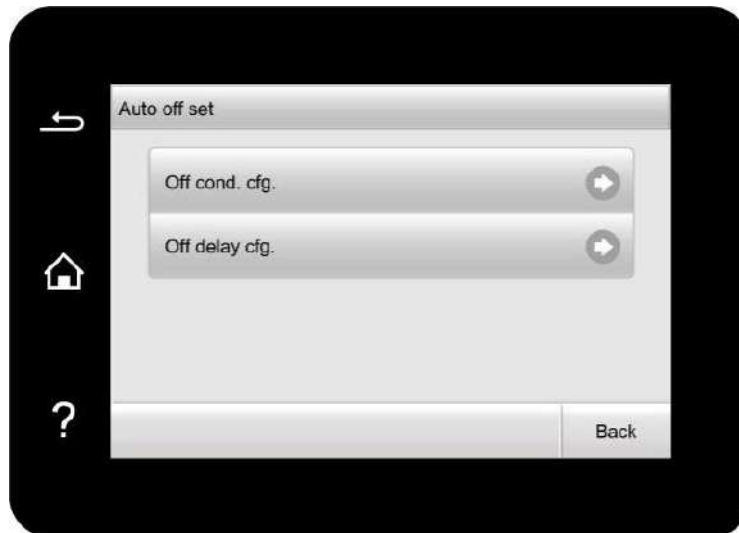 Auto off set
Off cond. cfg.
Off delay cfg.
?
Back